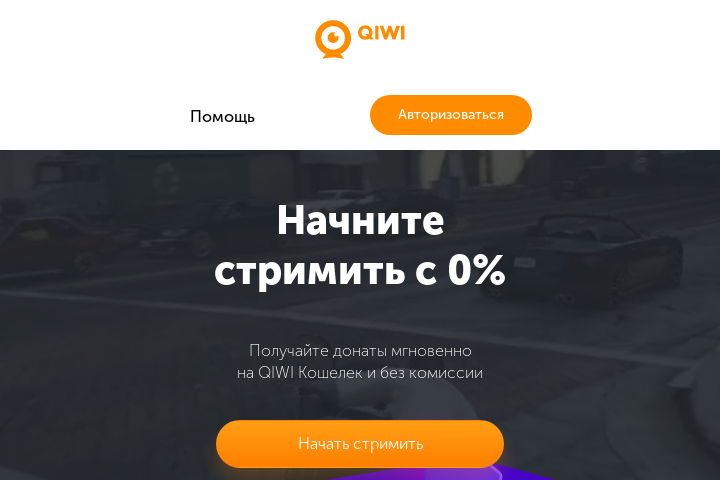 QIWI
Помощь
Авторизоваться
Начните
стримить с 0%
Получайте донаты мгновенно
на QIWI Кошелек и без комиссии
Начать стримить